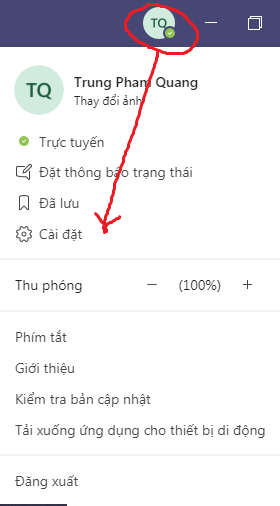 TQ
TQ
Trung Pham Quang
Thay đổi ảnh
Trực tuyến
Đặt thông báo trạng thái
Đã lưu
Cài đặt
Thu phóng — (100%) +
Phím tắt
Giới thiệu
Kiểm tra bản cập nhật
Tải xuống ứng dụng cho thiết bị di động
Đăng xuất